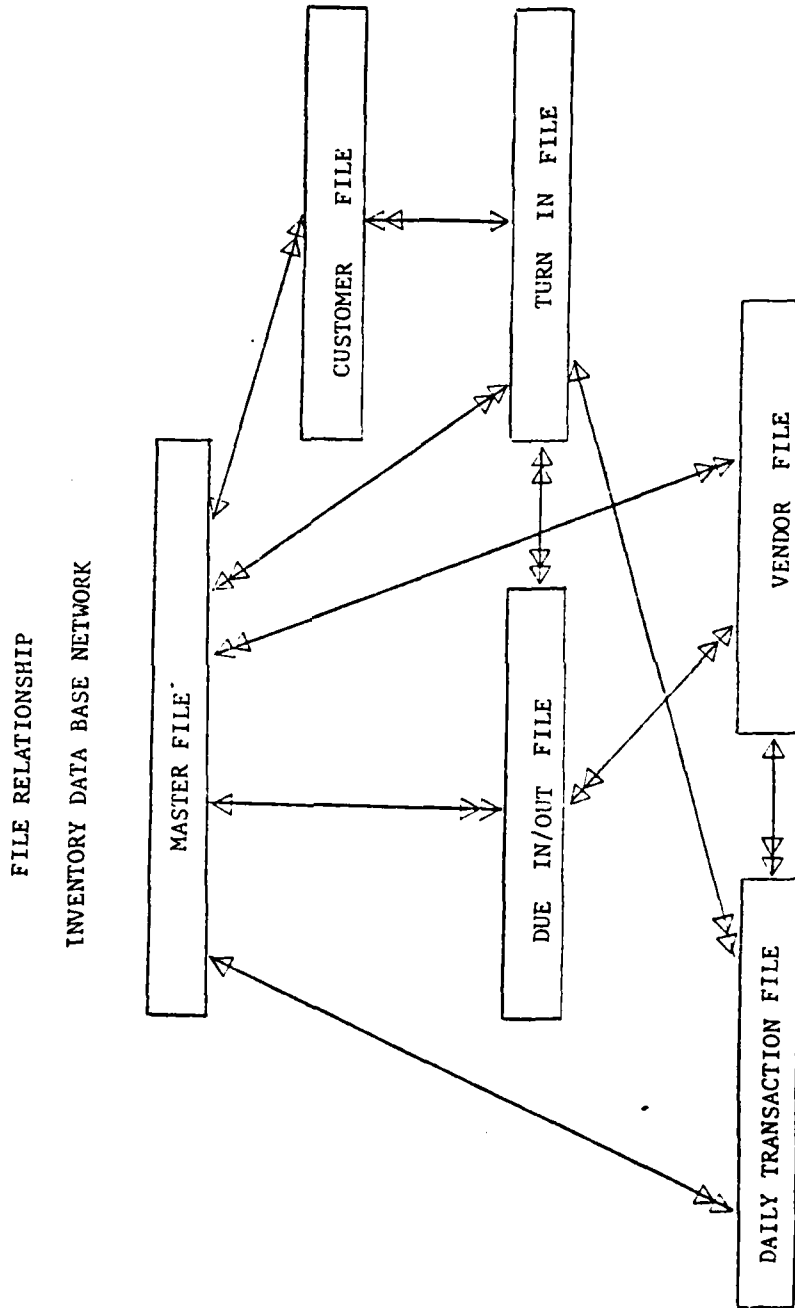 FILE RELATIONSHIP
INVENTORY DATA BASE NETWORK
MASTER FILE
CUSTOMER FILE
DUE IN/OUT FILE
TURN IN FILE
DAILY TRANSACTION FILE
VENDOR FILE